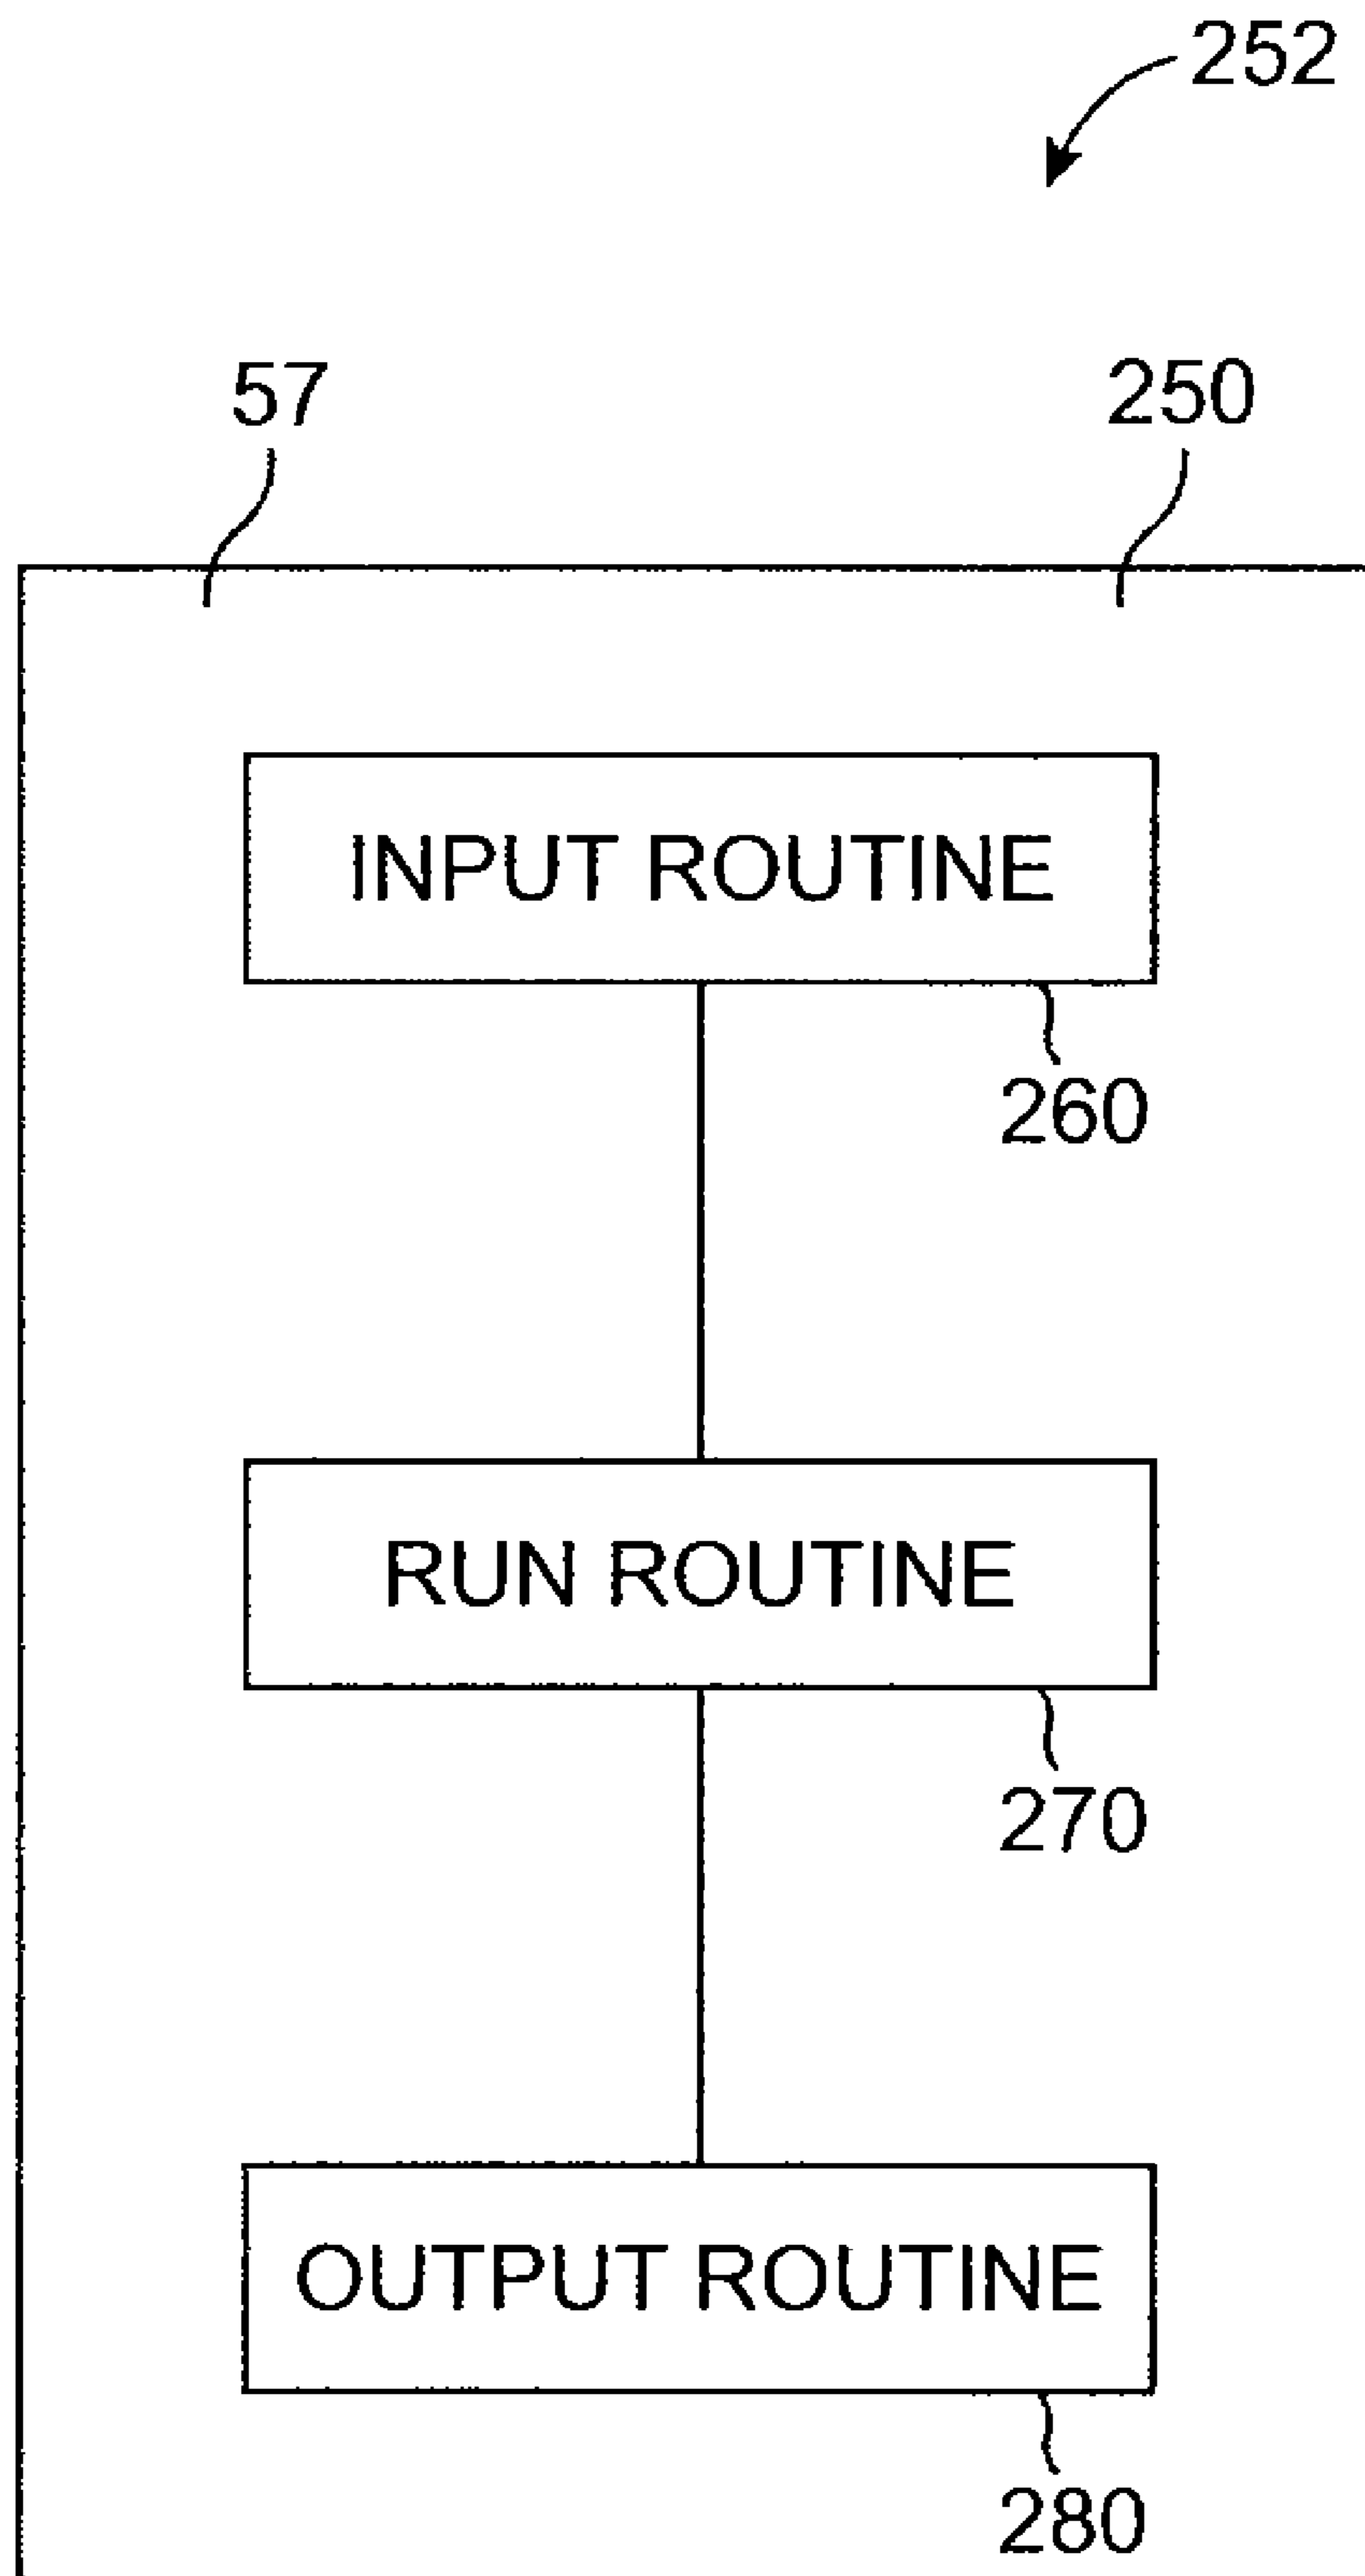 252
57
250
INPUT ROUTINE
260
RUN ROUTINE
270
OUTPUT ROUTINE
280